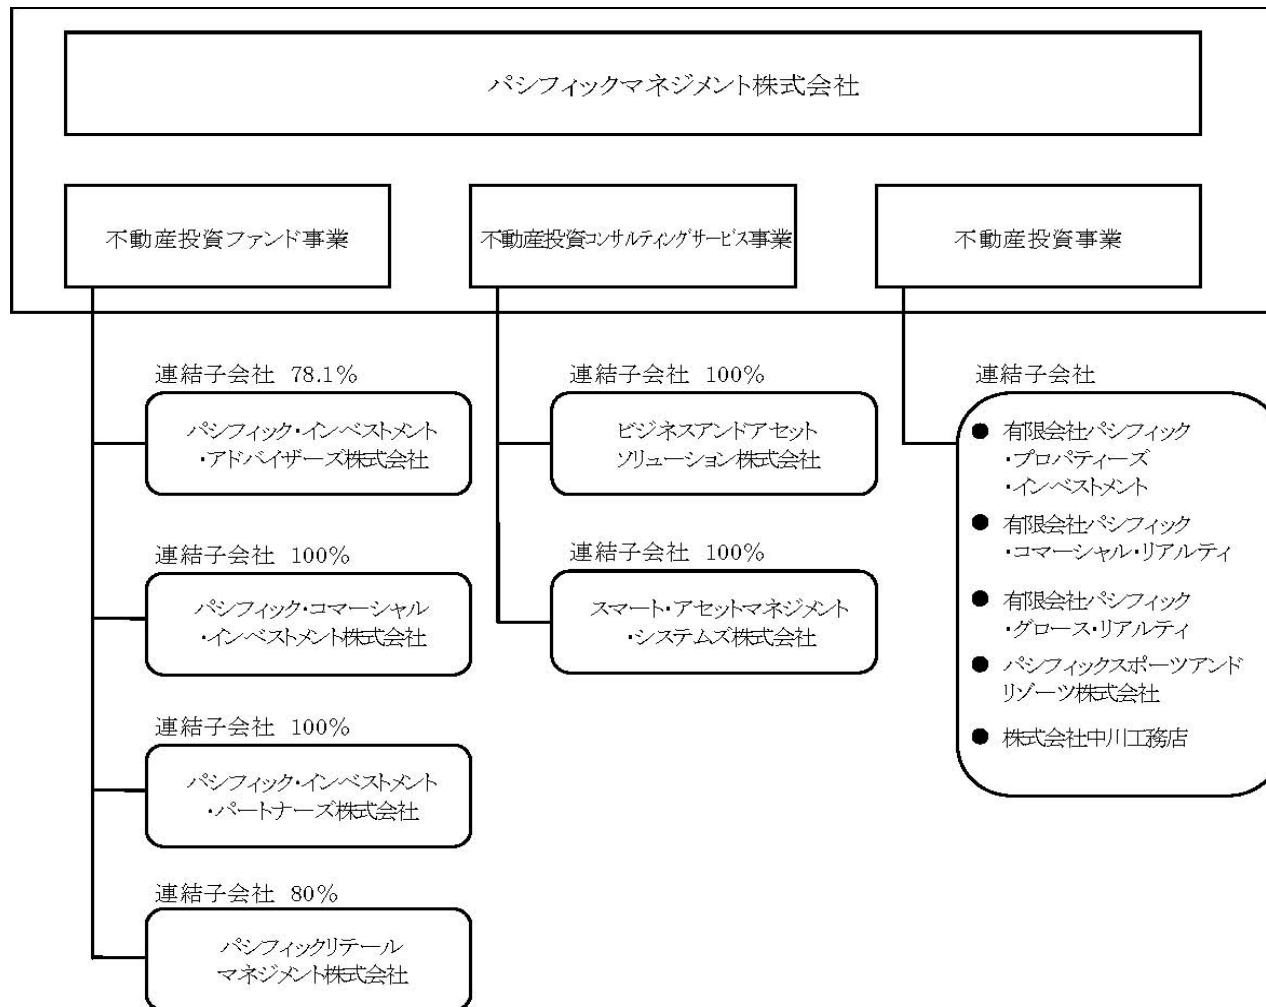 パシフィックマネジメント株式会社
不動産投資ファンド事業
不動産投資コンサルティングサービス事業
不動産投資事業
連結子会社 78.1%
パシフィック・インベストメント
・アドバイザーズ株式会社
連結子会社 100%
パシフィック・コマーシャル
・インベストメント株式会社
連結子会社 100%
パシフィック・インベストメント
・パートナーズ株式会社
連結子会社 80%
パシフィックリテール
マネジメント株式会社
連結子会社 100%
ビジネスアンドアセット
ソリューション株式会社
連結子会社 100%
スマート・アセットマネジメント
・システムズ株式会社
連結子会社
● 有限会社パシフィック
・プロパティーズ
・インベストメント
● 有限会社パシフィック
・コマーシャル・リアルティ
● 有限会社パシフィック
・グロース・リアルティ
● パシフィックスポーツアンド
リゾーツ株式会社
● 株式会社中川工務店